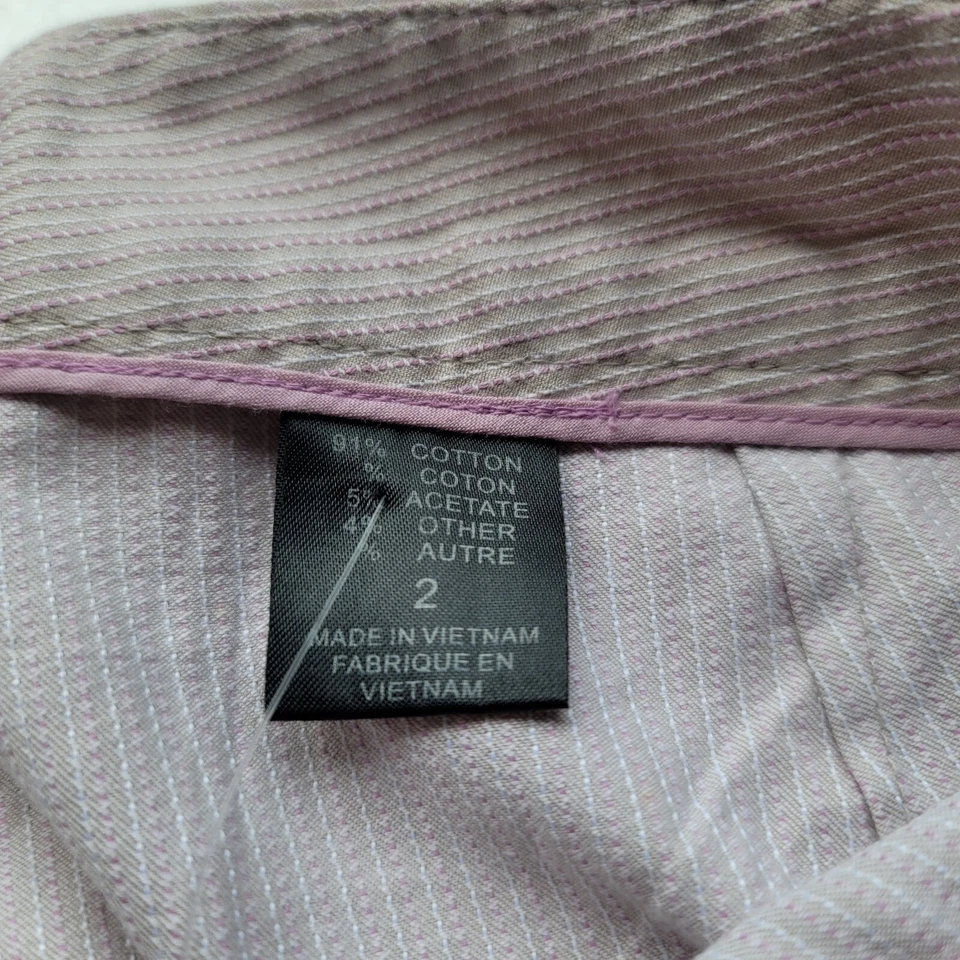 91% COTTON
% COTON
5% ACETATE
4% OTHER
% AUTRE
2
MADE IN VIETNAM
FABRIQUE EN
VIETNAM